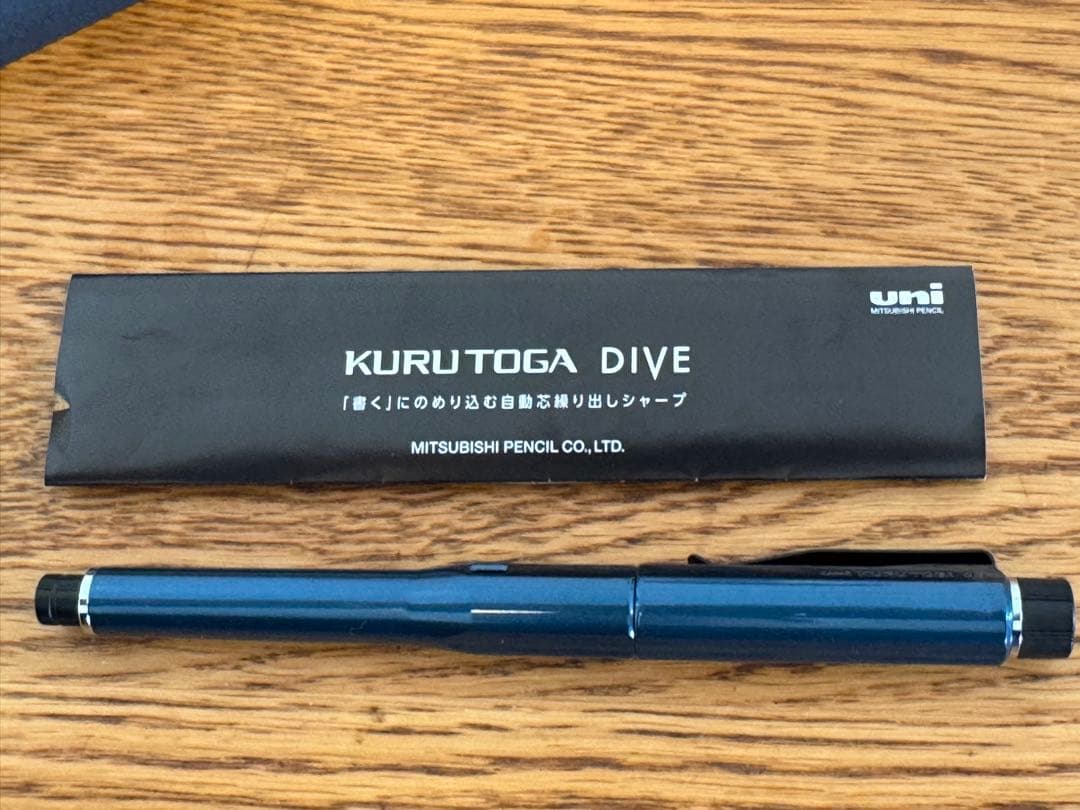 uni
MITSUBISHI PENCIL
KURUTOGA DIVE
「書く」にのめり込む自動芯繰り出しシャープ
MITSUBISHI PENCIL CO., LTD.